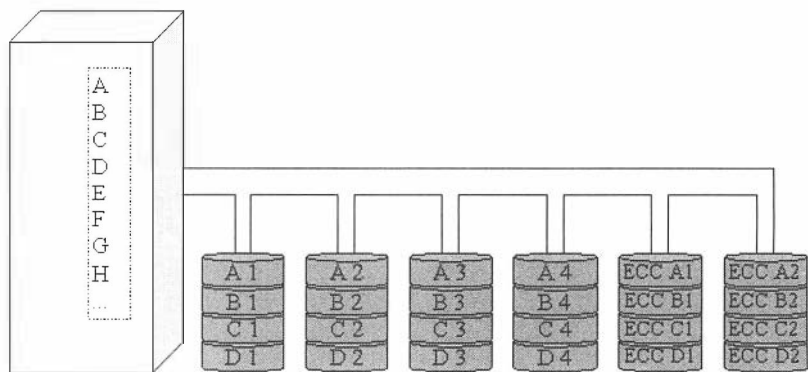 A
B
C
D
E
F
G
H
...
A 1 A 2 A 3 A 4 ECC A1 ECC A2
B 1 B 2 B 3 B 4 ECC B1 ECC B2
C 1 C 2 C 3 C 4 ECC C1 ECC C2
D 1 D 2 D 3 D 4 ECC D1 ECC D2